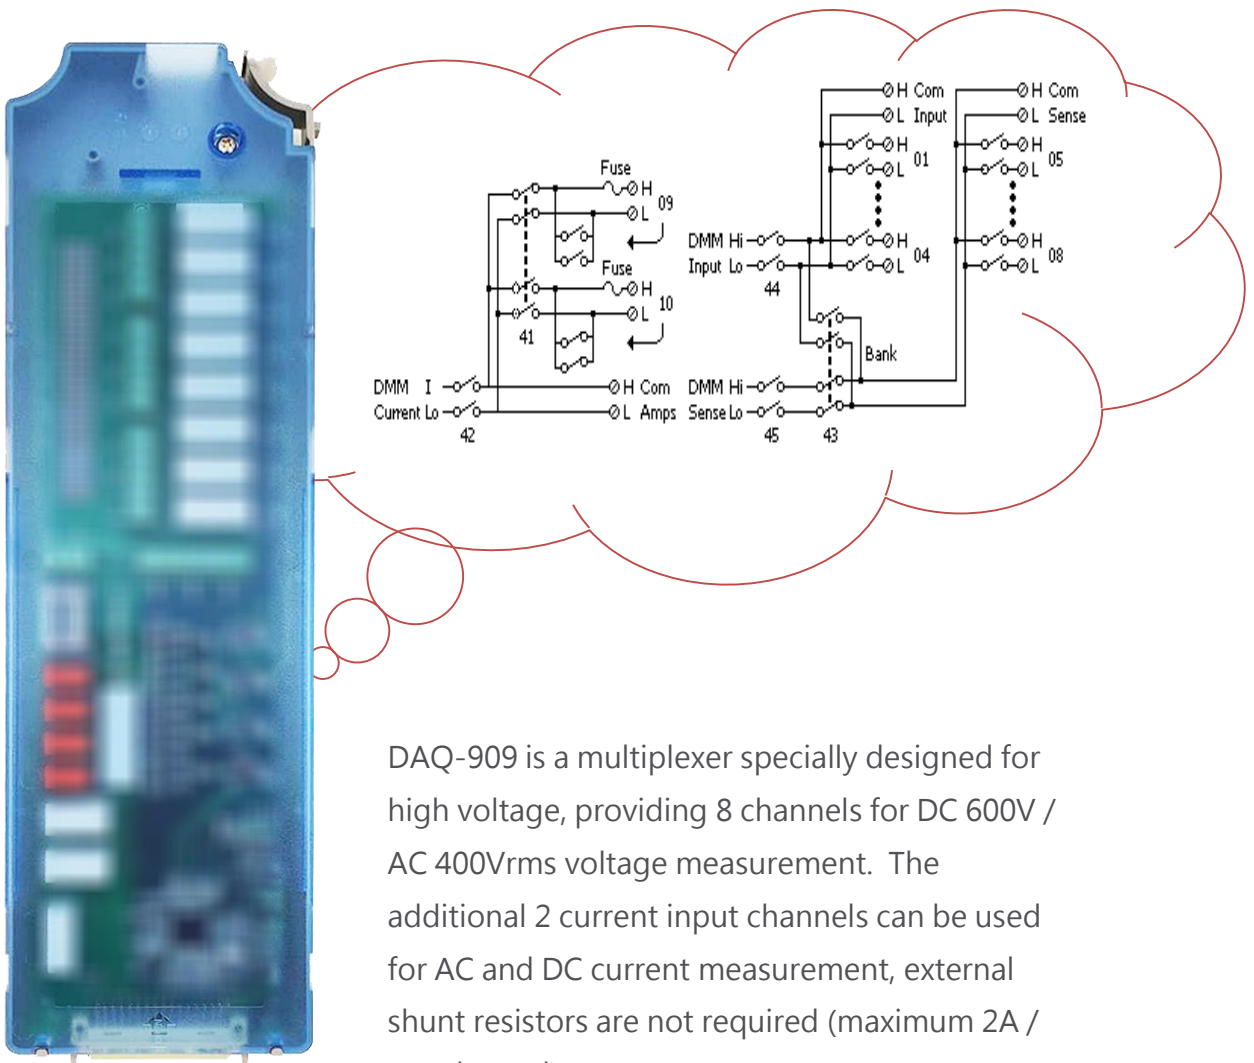 H Com
L Input
H
01
L
H
04
L
H Com
L Sense
H
05
L
H
08
L
Fuse
H
09
L
Fuse
H
10
L
41
DMM I
Current Lo
42
H Com
L Amps
DMM Hi
Input Lo
44
Bank
DMM Hi
Sense Lo
45
43
DAQ-909 is a multiplexer specially designed for
high voltage, providing 8 channels for DC 600V /
AC 400Vrms voltage measurement. The
additional 2 current input channels can be used
for AC and DC current measurement, external
shunt resistors are not required (maximum 2A /